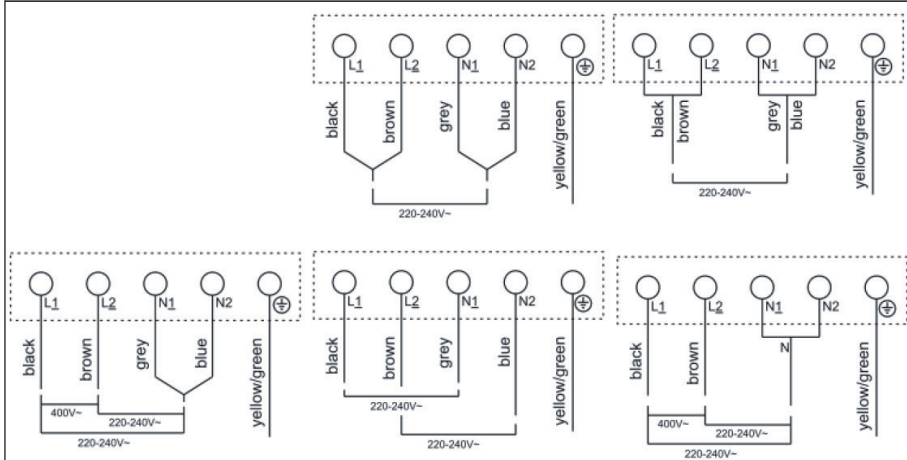 L1 L2 N1 N2
black brown grey blue yellow/green
220-240V~
L1 L2 N1 N2
black brown grey blue yellow/green
220-240V~
L1 L2 N1 N2
black brown grey blue yellow/green
400V~
220-240V~
220-240V~
L1 L2 N1 N2
black brown grey blue yellow/green
220-240V~
220-240V~
L1 L2 N1 N2
N
black brown yellow/green
400V~
220-240V~
220-240V~